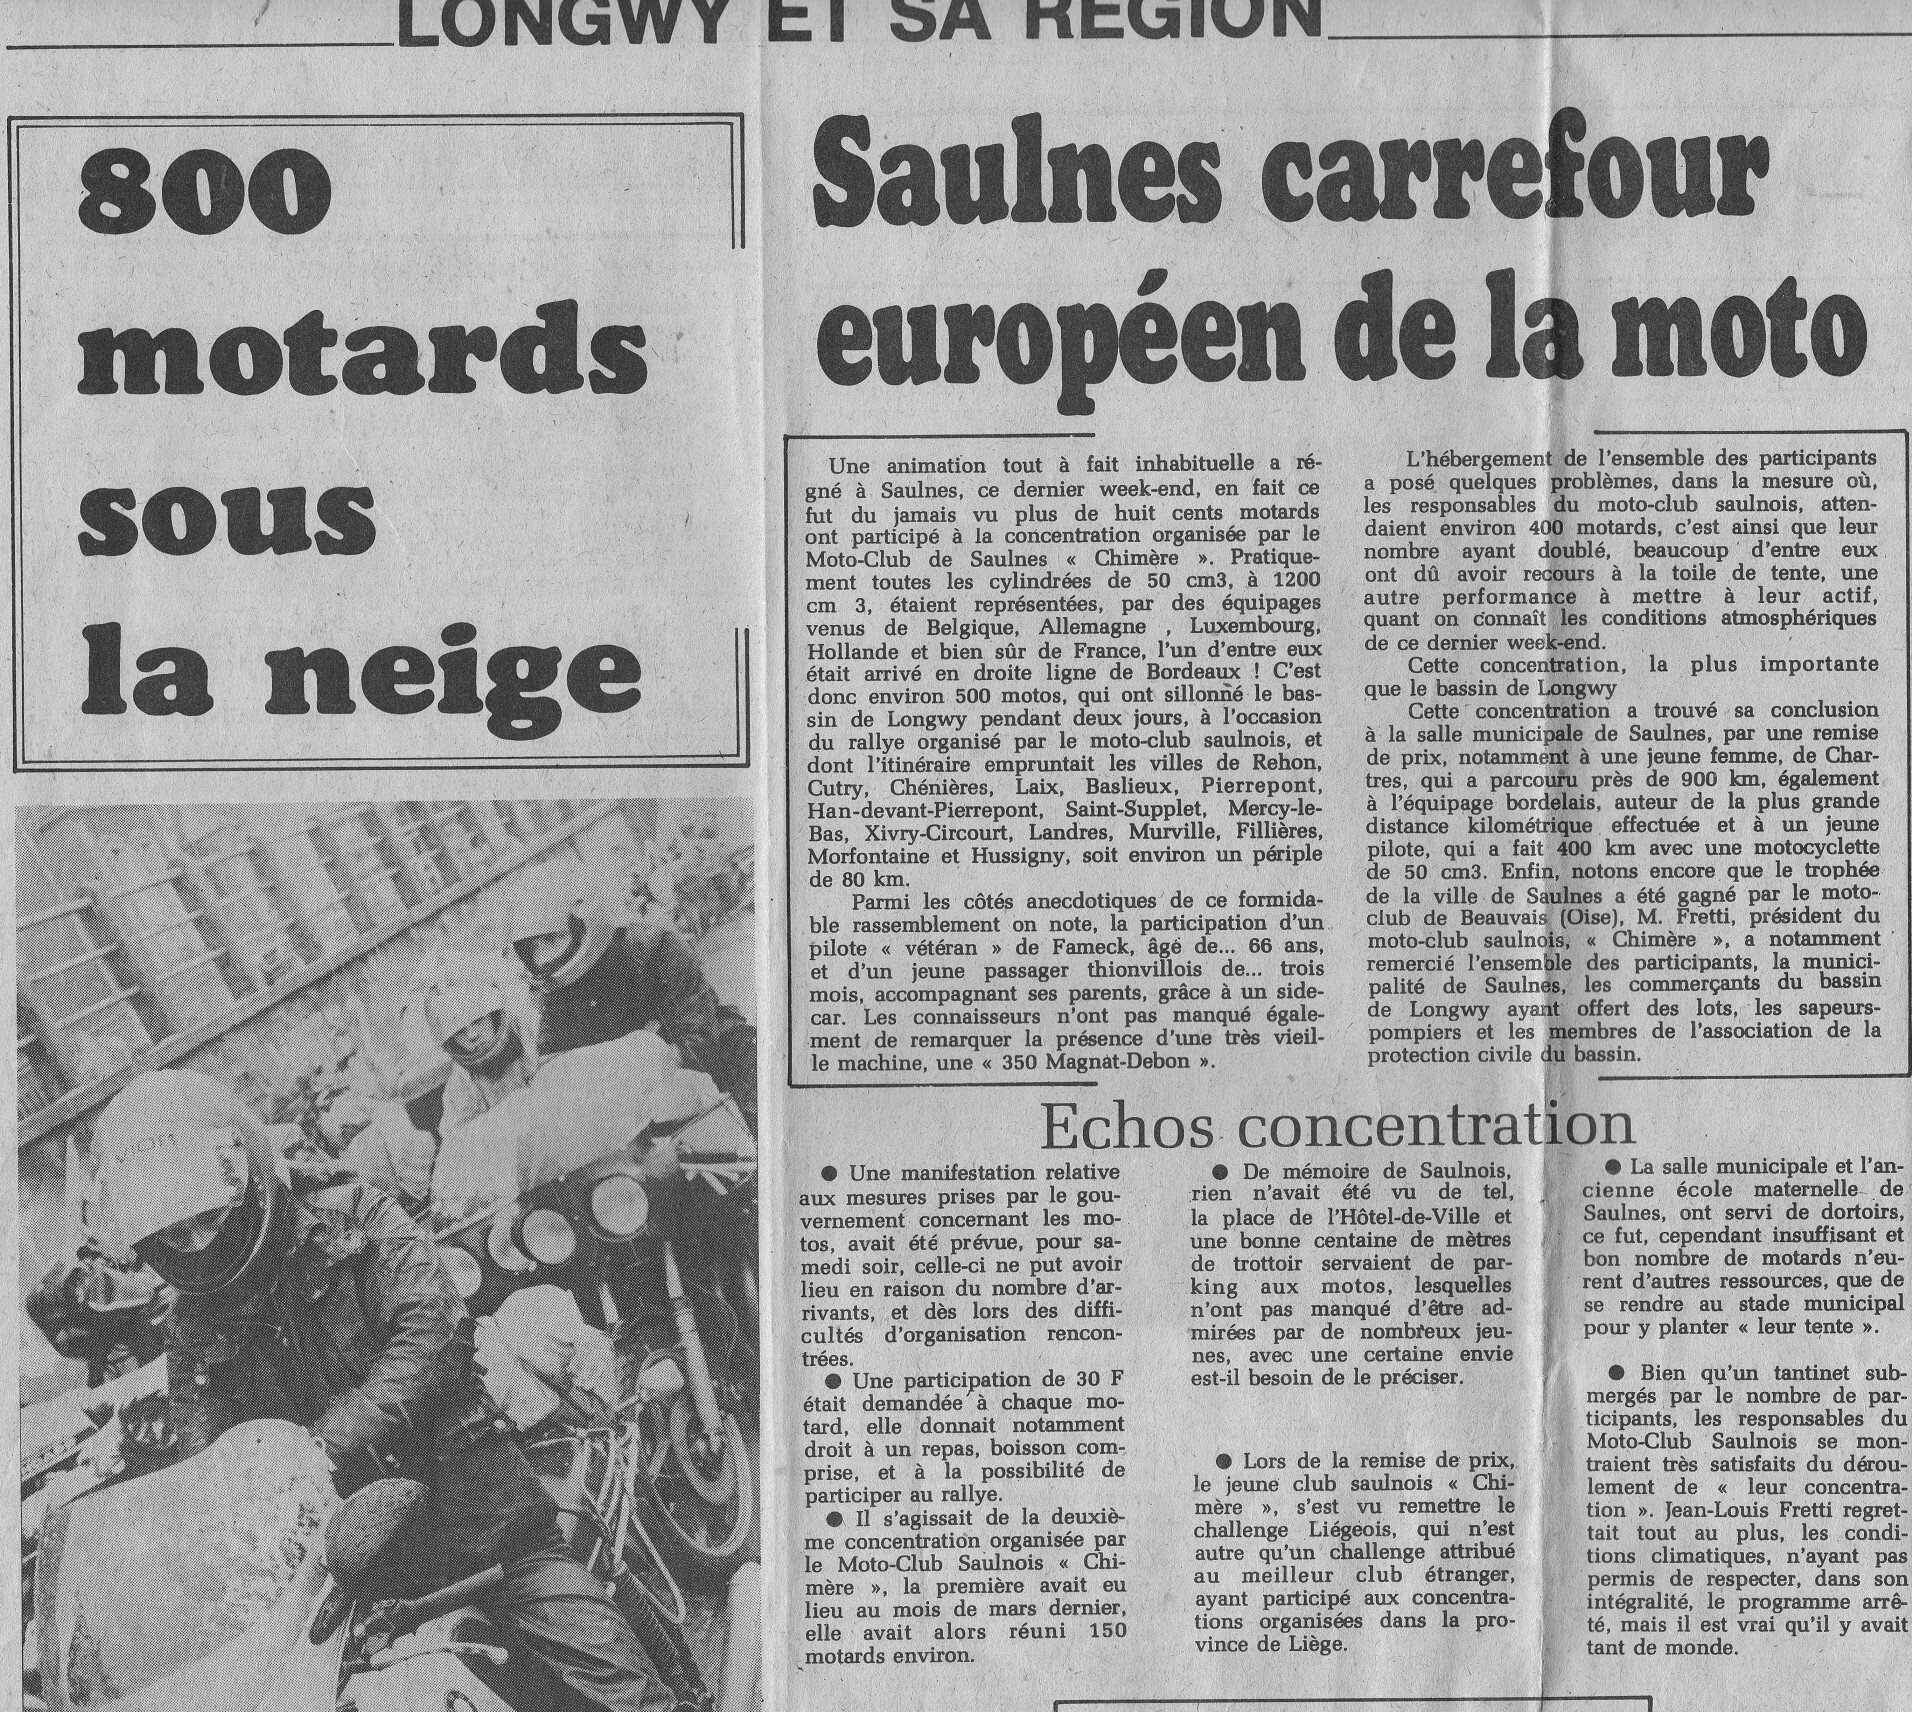 LONGWY ET SA REGION
800
motards
sous
la neige
Saulnes carrefour
européen de la moto
Une animation tout à fait inhabituelle a ré-
gné à Saulnes, ce dernier week-end, en fait ce
fut du jamais vu plus de huit cents motards
ont participé à la concentration organisée par le
Moto-Club de Saulnes « Chimère ». Pratique-
ment toutes les cylindrées de 50 cm3, à 1200
cm 3, étaient représentées, par des équipages
venus de Belgique, Allemagne , Luxembourg,
Hollande et bien sûr de France, l'un d'entre eux
était arrivé en droite ligne de Bordeaux ! C'est
donc environ 500 motos, qui ont sillonné le bas-
sin de Longwy pendant deux jours, à l'occasion
du rallye organisé par le moto-club saulnois, et
dont l'itinéraire empruntait les villes de Rehon,
Cutry, Chénières, Laix, Baslieux, Pierrepont,
Han-devant-Pierrepont, Saint-Supplet, Mercy-le-
Bas, Xivry-Circourt, Landres, Murville, Fillières,
Morfontaine et Hussigny, soit environ un périple
de 80 km.
Parmi les côtés anecdotiques de ce formida-
ble rassemblement on note, la participation d'un
pilote « vétéran » de Fameck, âgé de... 66 ans,
et d'un jeune passager thionvillois de... trois
mois, accompagnant ses parents, grâce à un side-
car. Les connaisseurs n'ont pas manqué égale-
ment de remarquer la présence d'une très vieil-
le machine, une « 350 Magnat-Debon ».
L'hébergement de l'ensemble des participants
a posé quelques problèmes, dans la mesure où,
les responsables du moto-club saulnois, atten-
daient environ 400 motards, c'est ainsi que leur
nombre ayant doublé, beaucoup d'entre eux
ont dû avoir recours à la toile de tente, une
autre performance à mettre à leur actif,
quant on connaît les conditions atmosphériques
de ce dernier week-end.
Cette concentration, la plus importante
que le bassin de Longwy
Cette concentration a trouvé sa conclusion
à la salle municipale de Saulnes, par une remise
de prix, notamment à une jeune femme, de Char-
tres, qui a parcouru près de 900 km, également
à l'équipage bordelais, auteur de la plus grande
distance kilométrique effectuée et à un jeune
pilote, qui a fait 400 km avec une motocyclette
de 50 cm3. Enfin, notons encore que le trophée
de la ville de Saulnes a été gagné par le moto-
club de Beauvais (Oise), M. Fretti, président du
moto-club saulnois, « Chimère », a notamment
remercié l'ensemble des participants, la munici-
palité de Saulnes, les commerçants du bassin
de Longwy ayant offert des lots, les sapeurs-
pompiers et les membres de l'association de la
protection civile du bassin.
Echos concentration
● Une manifestation relative
aux mesures prises par le gou-
vernement concernant les mo-
tos, avait été prévue, pour sa-
medi soir, celle-ci ne put avoir
lieu en raison du nombre d'ar-
rivants, et dès lors des diffi-
cultés d'organisation rencon-
trées.
● Une participation de 30 F
était demandée à chaque mo-
tard, elle donnait notamment
droit à un repas, boisson com-
prise, et à la possibilité de
participer au rallye.
● Il s'agissait de la deuxiè-
me concentration organisée par
le Moto-Club Saulnois « Chi-
mère », la première avait eu
lieu au mois de mars dernier,
elle avait alors réuni 150
motards environ.
● De mémoire de Saulnois,
rien n'avait été vu de tel,
la place de l'Hôtel-de-Ville et
une bonne centaine de mètres
de trottoir servaient de par-
king aux motos, lesquelles
n'ont pas manqué d'être ad-
mirées par de nombreux jeu-
nes, avec une certaine envie
est-il besoin de le préciser.
● Lors de la remise de prix,
le jeune club saulnois « Chi-
mère », s'est vu remettre le
challenge Liégeois, qui n'est
autre qu'un challenge attribué
au meilleur club étranger,
ayant participé aux concentra-
tions organisées dans la pro-
vince de Liège.
● La salle municipale et l'an-
cienne école maternelle de
Saulnes, ont servi de dortoirs,
ce fut, cependant insuffisant et
bon nombre de motards n'eu-
rent d'autres ressources, que de
se rendre au stade municipal
pour y planter « leur tente ».
● Bien qu'un tantinet sub-
mergés par le nombre de par-
ticipants, les responsables du
Moto-Club Saulnois se mon-
traient très satisfaits du dérou-
lement de « leur concentra-
tion ». Jean-Louis Fretti regret-
tait tout au plus, les condi-
tions climatiques, n'ayant pas
permis de respecter, dans son
intégralité, le programme arrê-
té, mais il est vrai qu'il y avait
tant de monde.